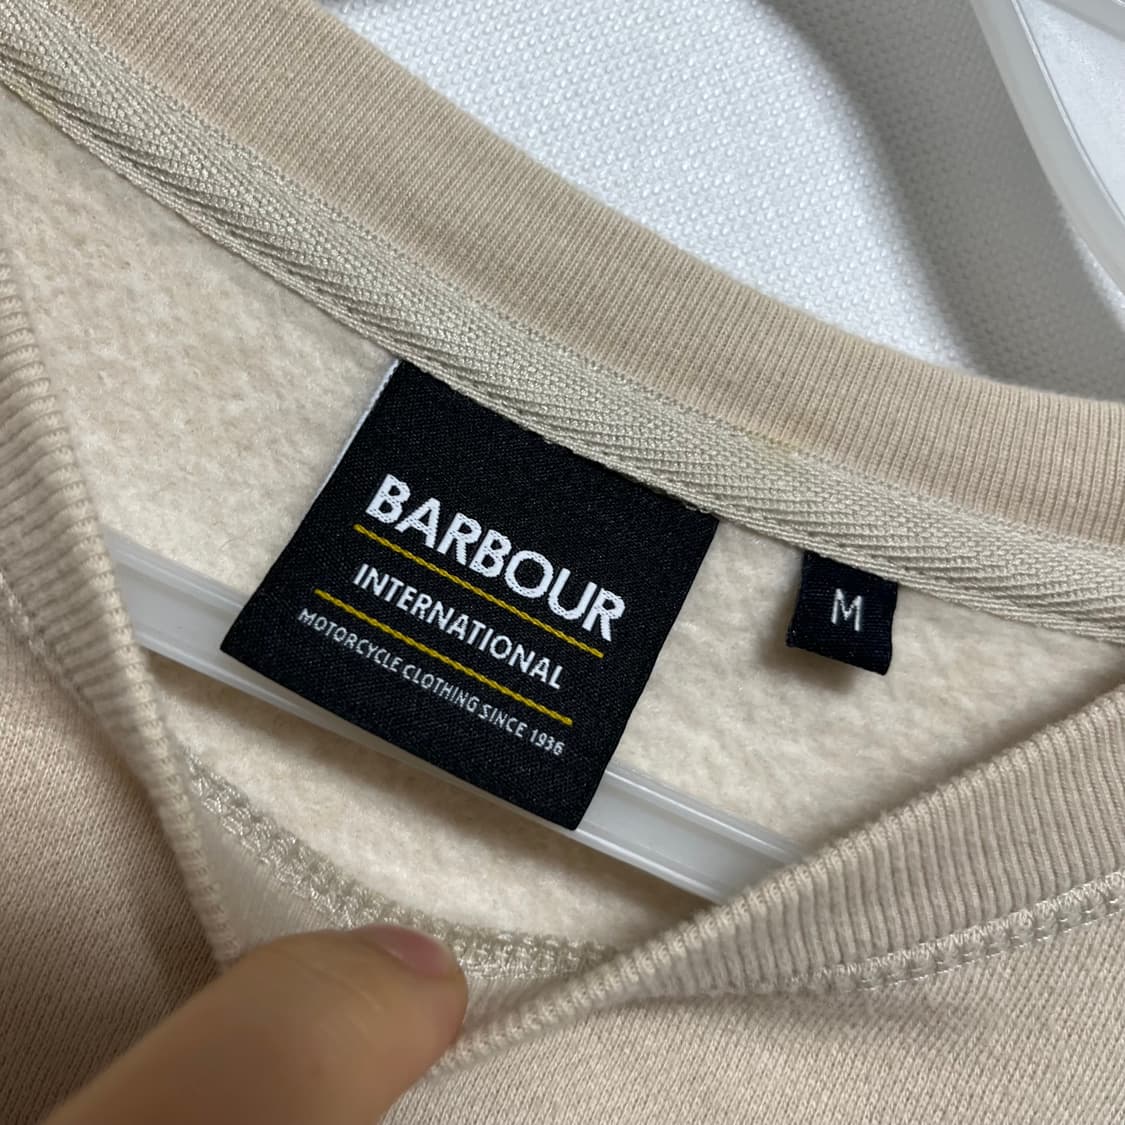 BARBOUR
INTERNATIONAL
MOTORCYCLE CLOTHING SINCE 1936
M